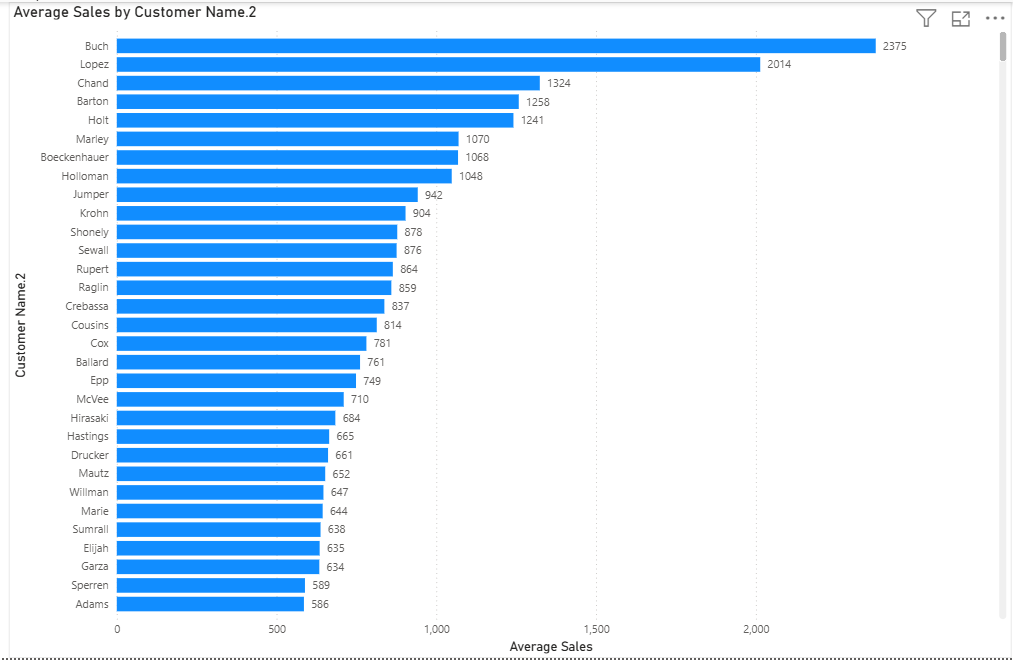 Average Sales by Customer Name.2
Customer Name.2
Buch 2375
Lopez 2014
Chand 1324
Barton 1258
Holt 1241
Marley 1070
Boeckenhauer 1068
Holloman 1048
Jumper 942
Krohn 904
Shonely 878
Sewall 876
Rupert 864
Raglin 859
Crebassa 837
Cousins 814
Cox 781
Ballard 761
Epp 749
McVee 710
Hirasaki 684
Hastings 665
Drucker 661
Mautz 652
Willman 647
Marie 644
Sumrall 638
Elijah 635
Garza 634
Sperren 589
Adams 586
0 500 1,000 1,500 2,000
Average Sales